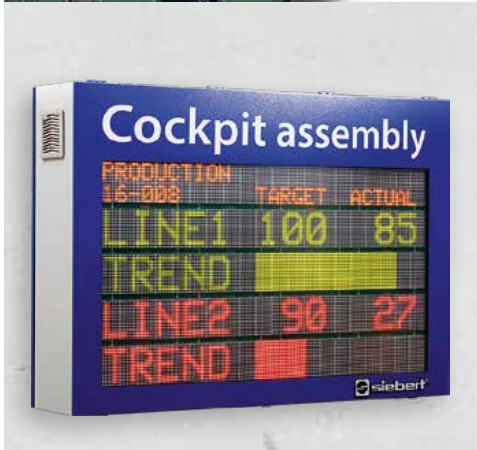 Cockpit assembly
PRODUCTION
16-008 TARGET ACTUAL
LINE1 100 85
TREND
LINE2 90 27
TREND
siebert